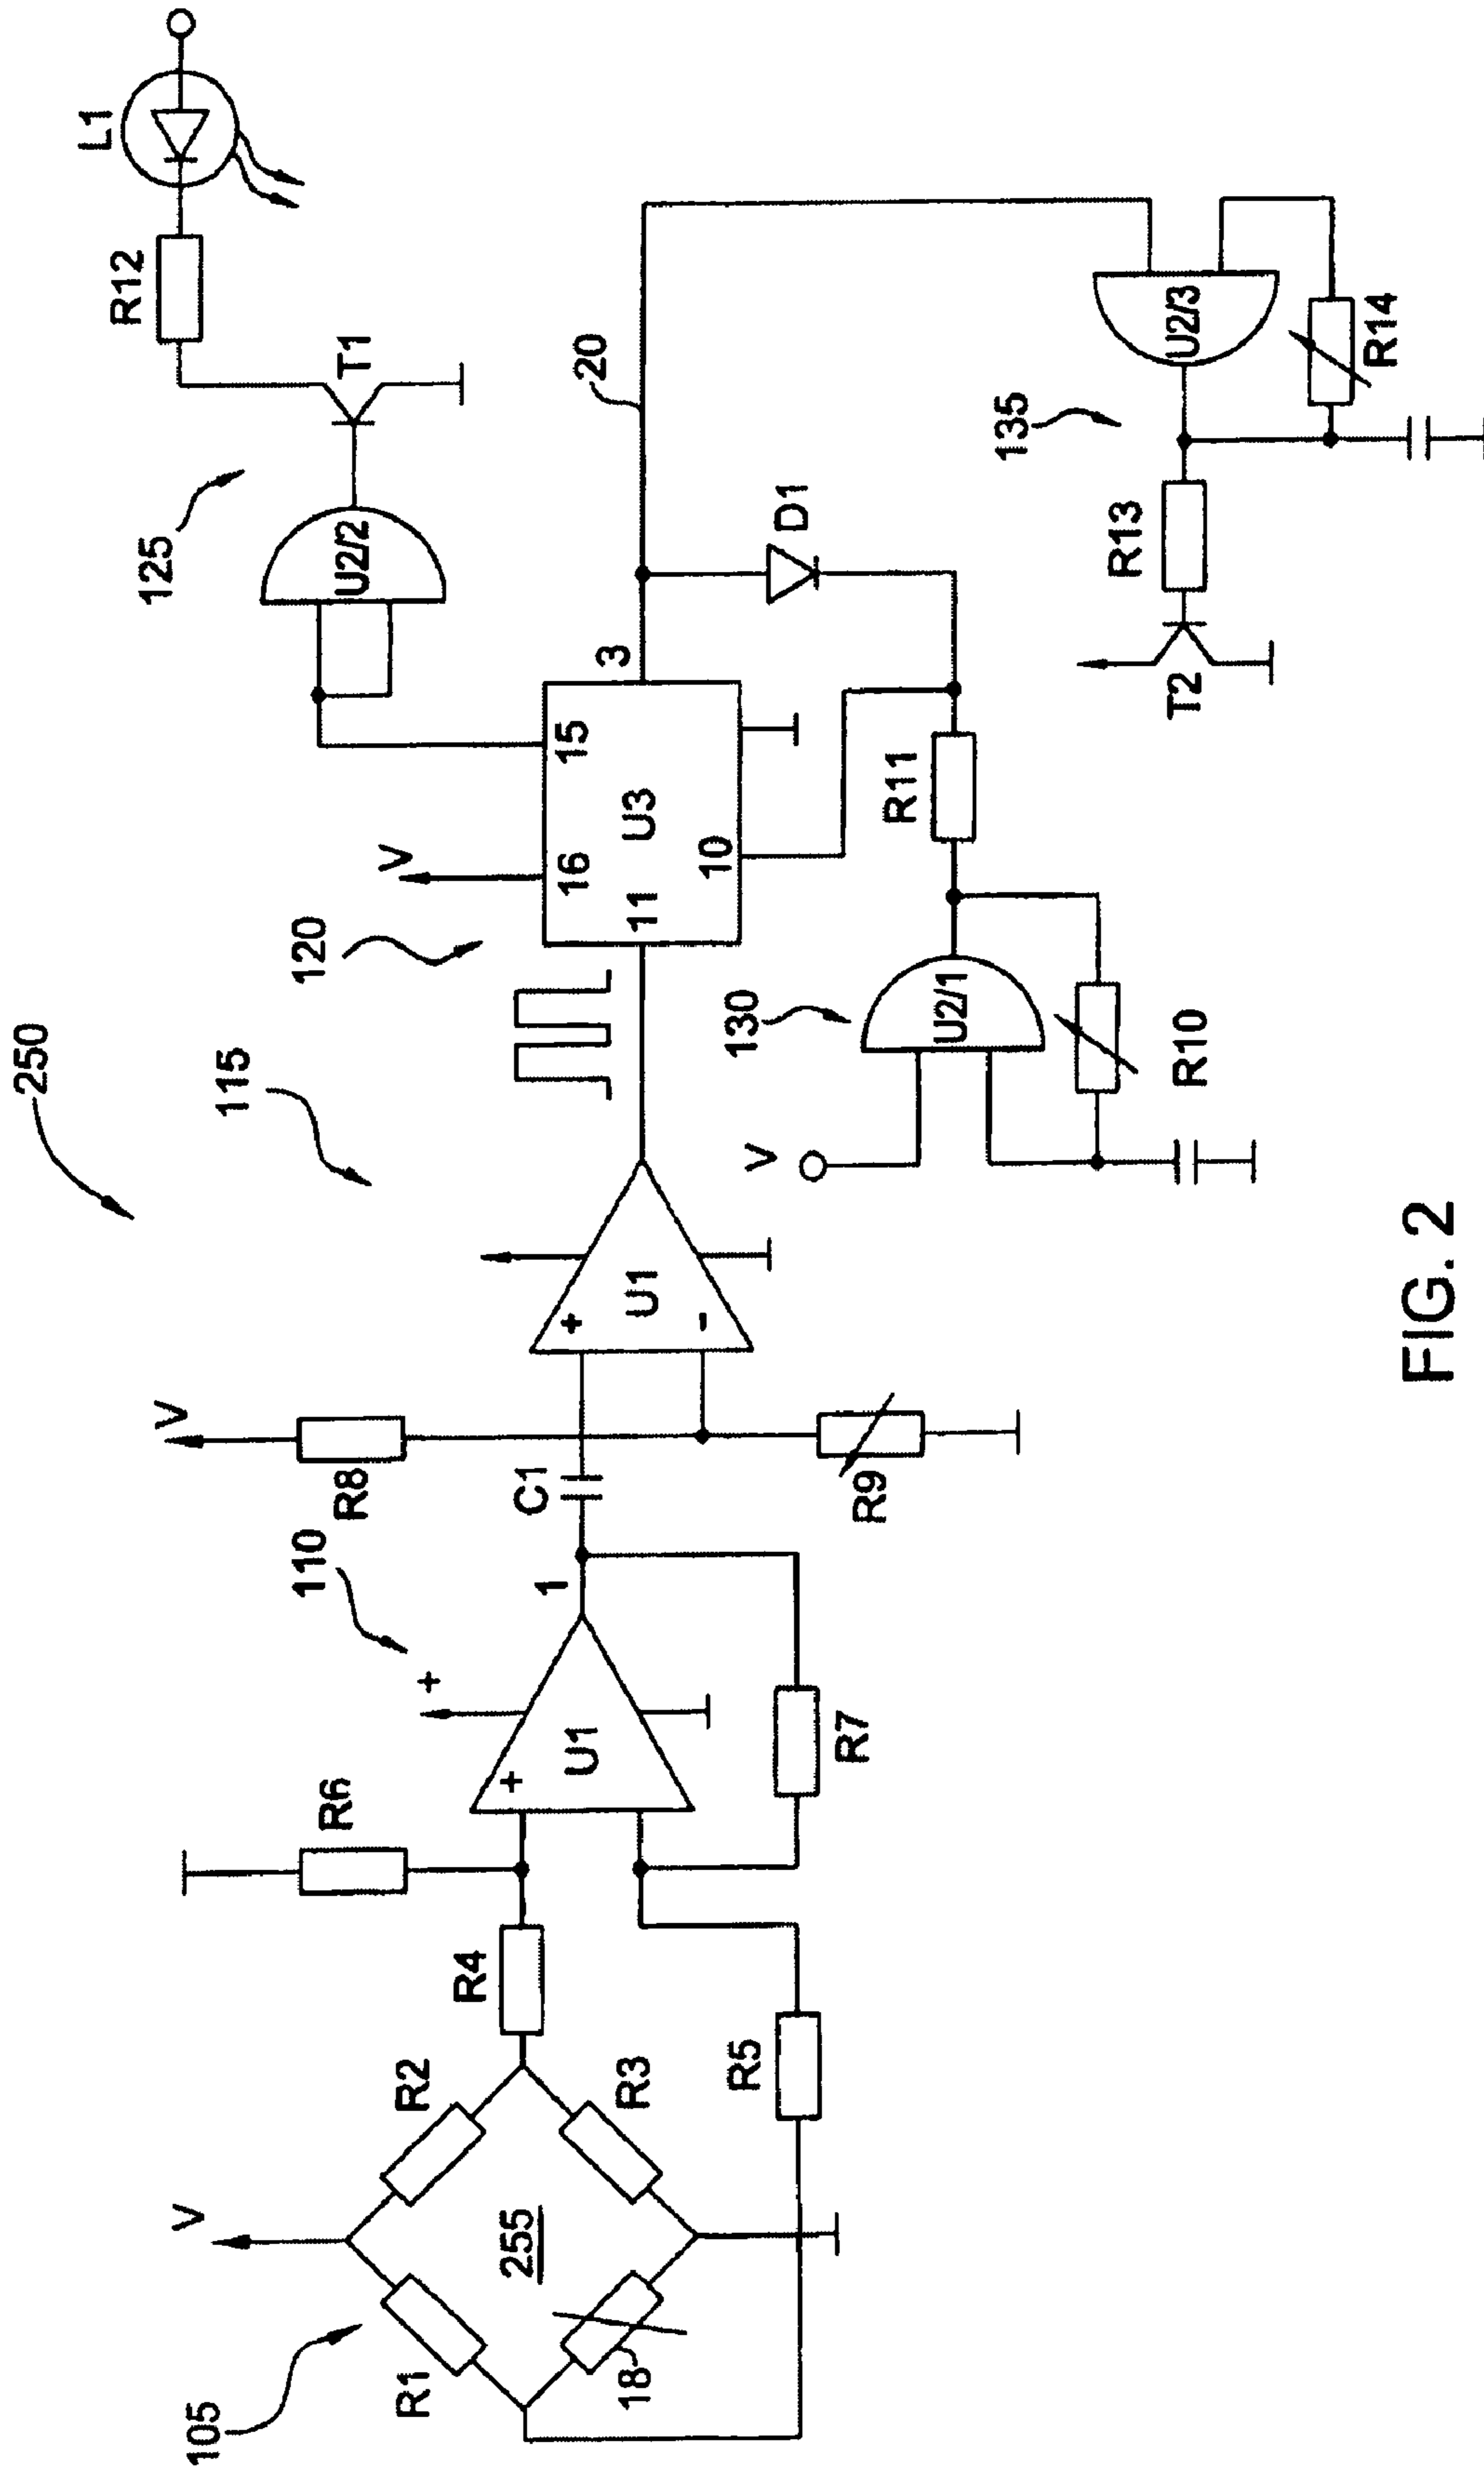 250
105
V
R1
R2
255
18
R3
R4
R5
R6
110
+
+
U1
1
R7
C1
V
R8
R9
115
+
-
U1
120
V
16
15
11
U3
10
3
125
U2/2
T1
R12
L1
20
D1
130
V
U2/1
R10
R11
135
U2/3
R13
T2
R14
FIG. 2